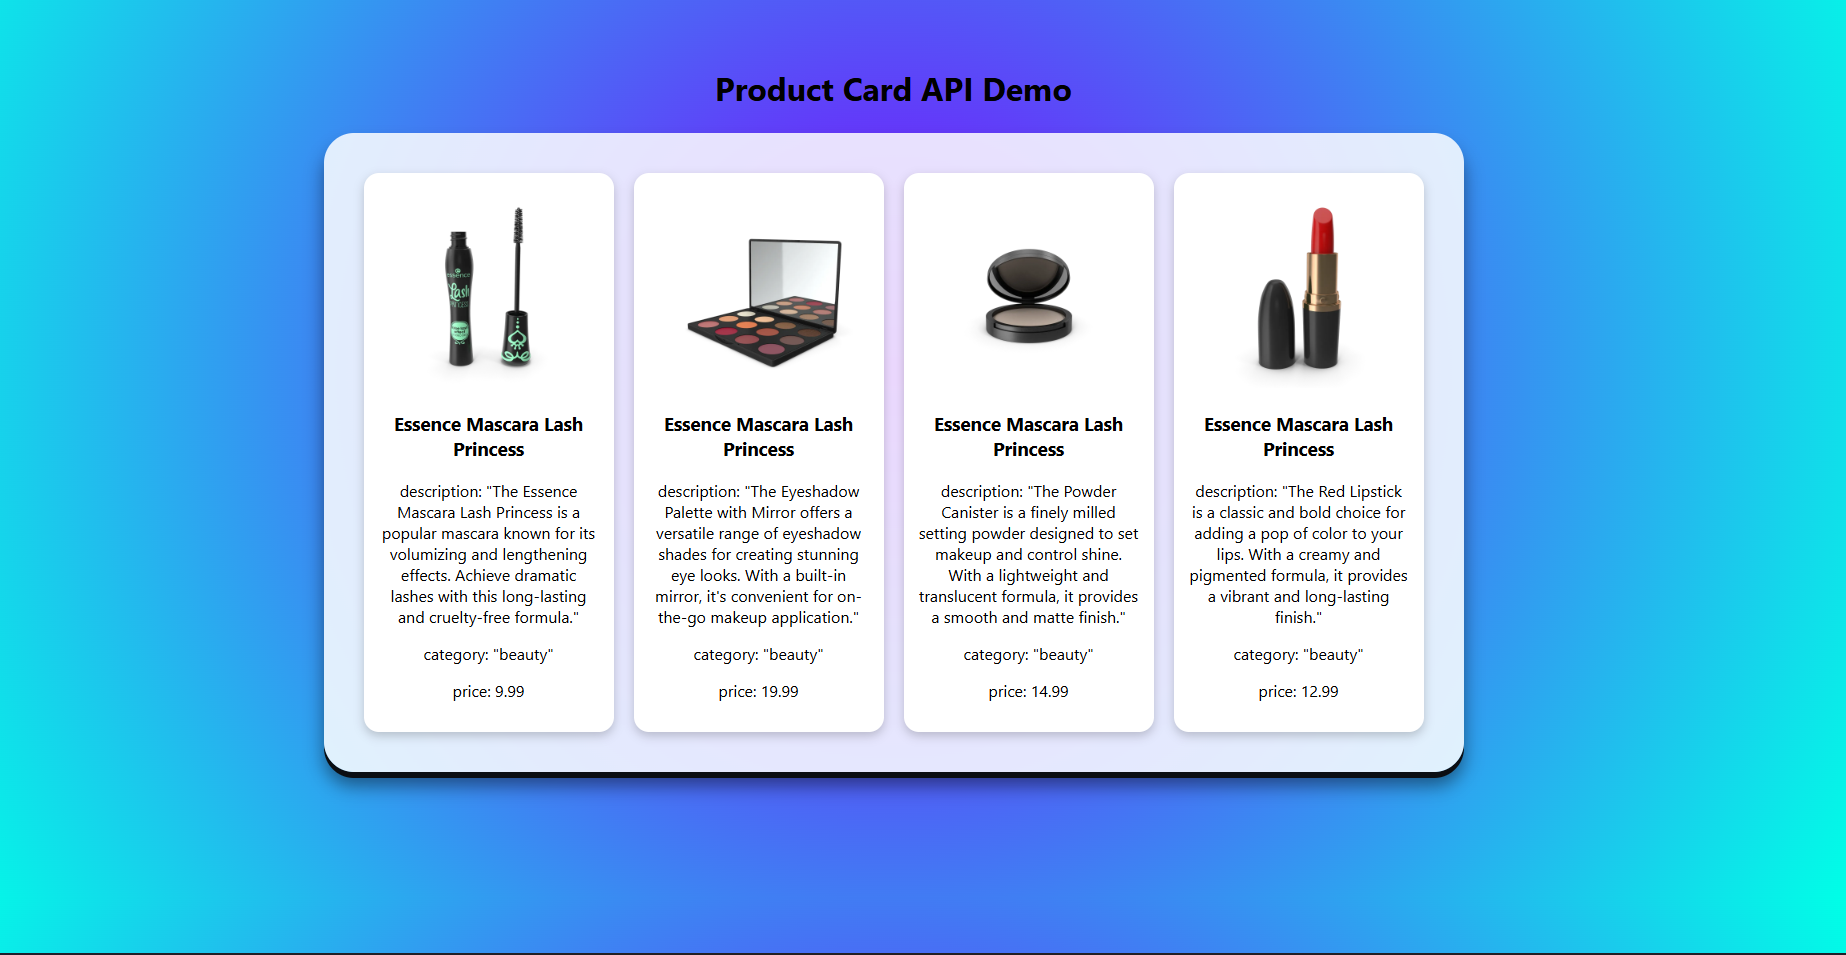 Product Card API Demo
essence
Lash
PRINCESS
Essence Mascara Lash
Princess
description: "The Essence
Mascara Lash Princess is a
popular mascara known for its
volumizing and lengthening
effects. Achieve dramatic
lashes with this long-lasting
and cruelty-free formula."
category: "beauty"
price: 9.99
Essence Mascara Lash
Princess
description: "The Eyeshadow
Palette with Mirror offers a
versatile range of eyeshadow
shades for creating stunning
eye looks. With a built-in
mirror, it's convenient for on-
the-go makeup application."
category: "beauty"
price: 19.99
Essence Mascara Lash
Princess
description: "The Powder
Canister is a finely milled
setting powder designed to set
makeup and control shine.
With a lightweight and
translucent formula, it provides
a smooth and matte finish."
category: "beauty"
price: 14.99
Essence Mascara Lash
Princess
description: "The Red Lipstick
is a classic and bold choice for
adding a pop of color to your
lips. With a creamy and
pigmented formula, it provides
a vibrant and long-lasting
finish."
category: "beauty"
price: 12.99